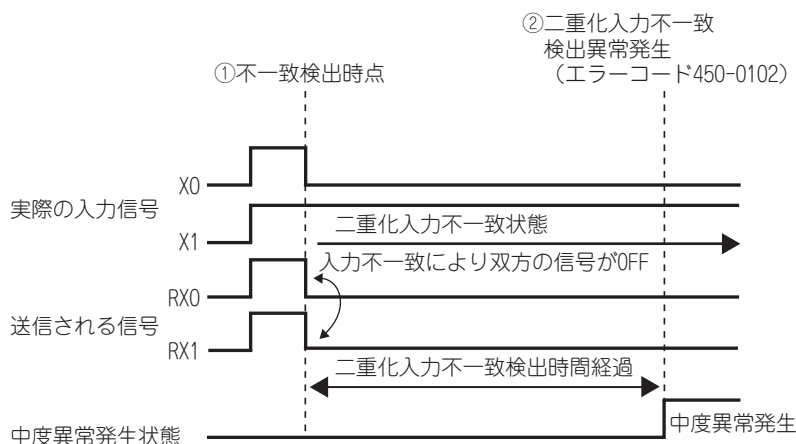 ②二重化入力不一致
検出異常発生
(エラーコード450-0102)
①不一致検出時点
X0
実際の入力信号
X1
二重化入力不一致状態
入力不一致により双方の信号がOFF
RX0
送信される信号
RX1
二重化入力不一致検出時間経過
中度異常発生
中度異常発生状態